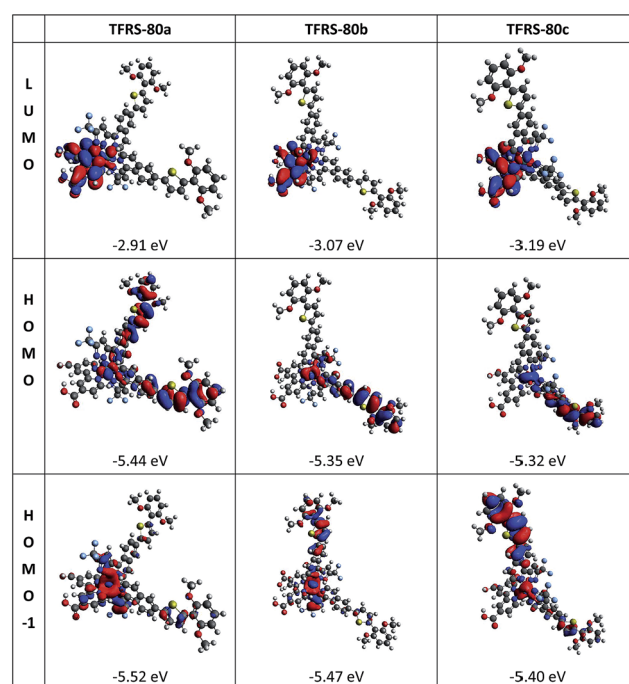 TFRS-80a TFRS-80b TFRS-80c
L
U
M
O
-2.91 eV -3.07 eV -3.19 eV
H
O
M
O
-5.44 eV -5.35 eV -5.32 eV
H
O
M
O
-1
-5.52 eV -5.47 eV -5.40 eV